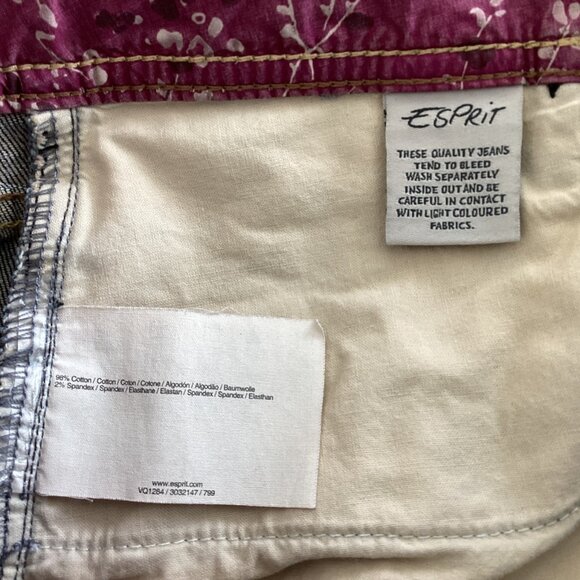 ESPRIT
THESE QUALITY JEANS
TEND TO BLEED
WASH SEPARATELY
INSIDE OUT AND BE
CAREFUL IN CONTACT
WITH LIGHT COLOURED
FABRICS.
98% Cotton / Cotton / Coton / Cotone / Algodón / Algodão / Baumwolle
2% Spandex / Spandex / Elasthane / Elastan / Spandex / Spandex / Elasthan
www.esprit.com
VQ1284 / 3032147 / 799